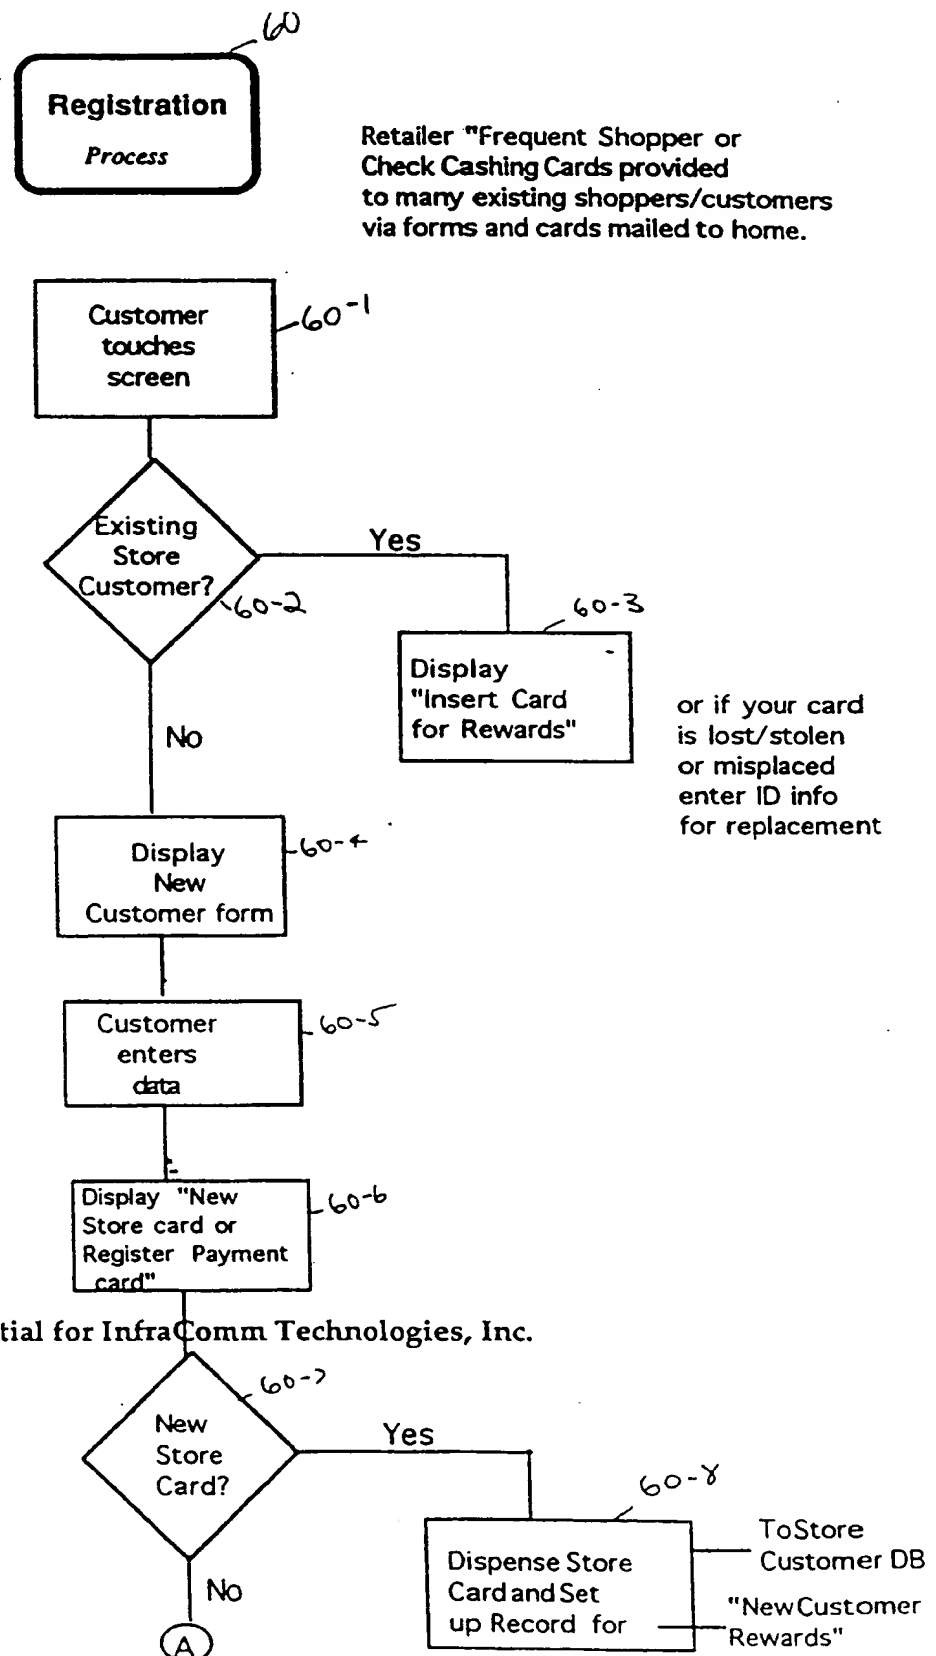 60
Registration
Process
Retailer "Frequent Shopper or
Check Cashing Cards provided
to many existing shoppers/customers
via forms and cards mailed to home.
Customer
touches
screen
60-1
Existing
Store
Customer?
60-2
Yes
60-3
Display
"Insert Card
for Rewards"
or if your card
is lost/stolen
or misplaced
enter ID info
for replacement
No
Display
New
Customer form
60-4
Customer
enters
data
60-5
Display "New
Store card or
Register Payment
card"
60-6
tial for InfraComm Technologies, Inc.
60-7
New
Store
Card?
Yes
60-8
Dispense Store
Card and Set
up Record for
To Store
Customer DB
"New Customer
Rewards"
No
A